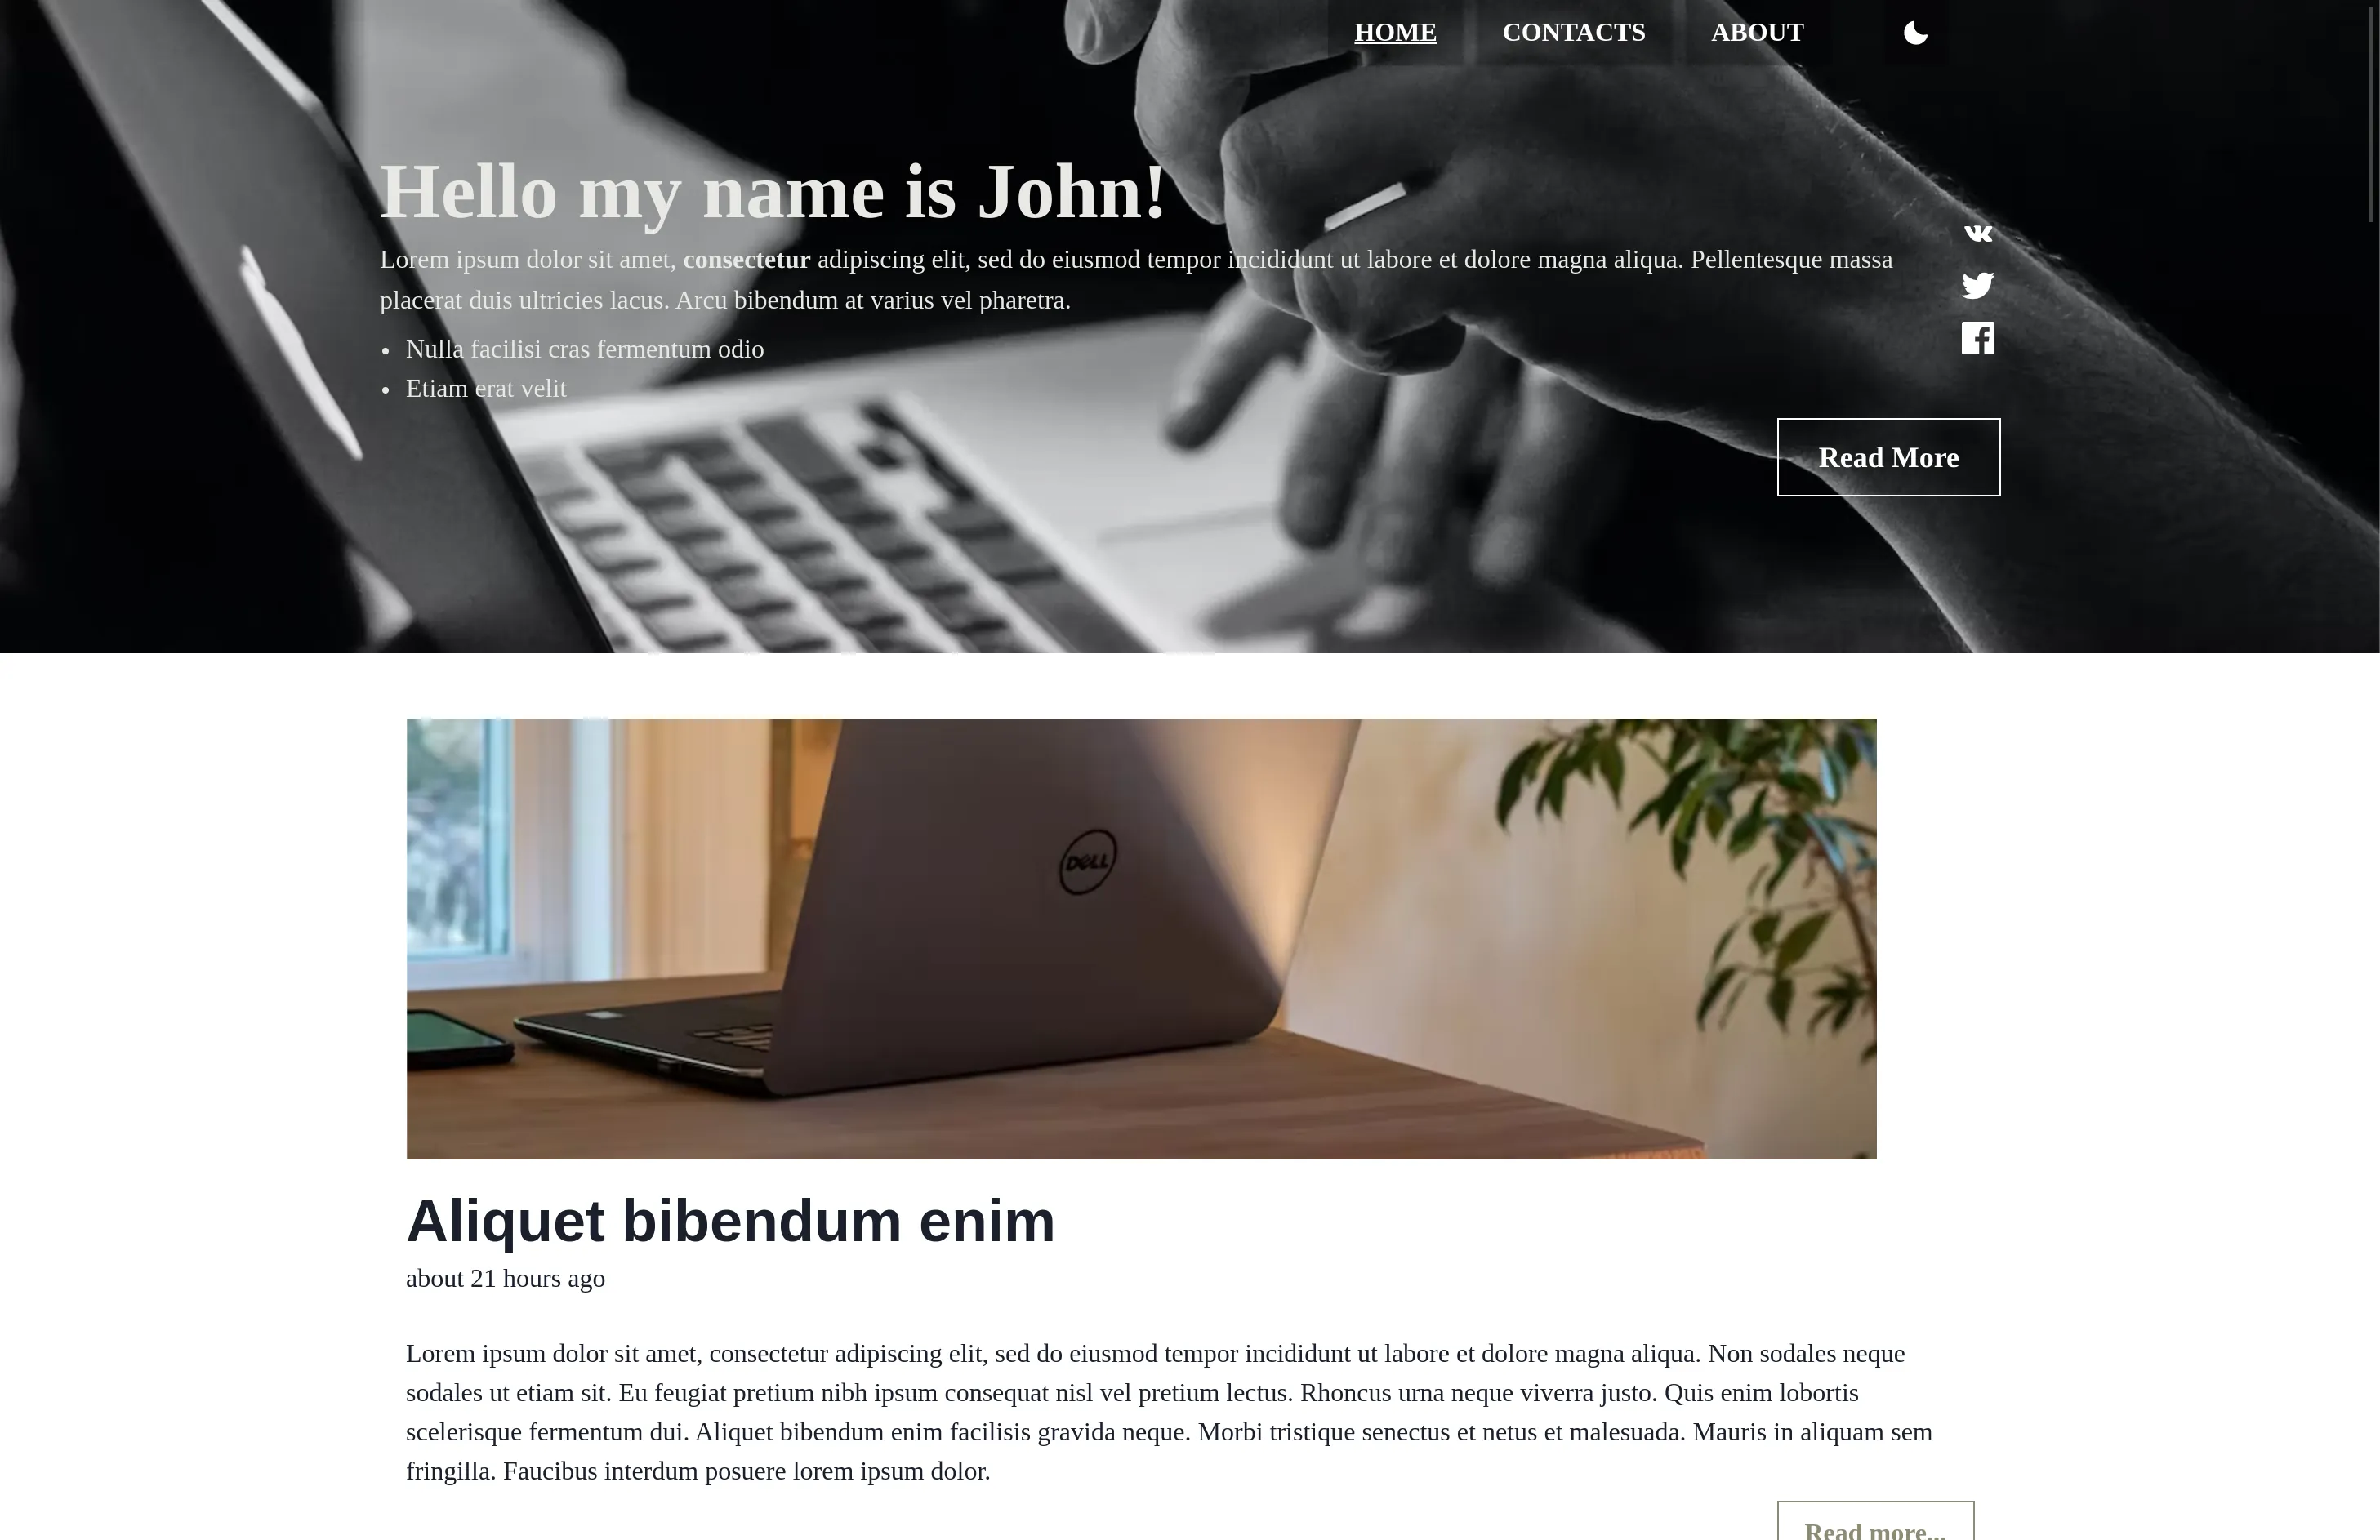 HOME CONTACTS ABOUT
Hello my name is John!
Lorem ipsum dolor sit amet, consectetur adipiscing elit, sed do eiusmod tempor incididunt ut labore et dolore magna aliqua. Pellentesque massa
placerat duis ultricies lacus. Arcu bibendum at varius vel pharetra.
• Nulla facilisi cras fermentum odio
• Etiam erat velit
Read More
DELL
Aliquet bibendum enim
about 21 hours ago
Lorem ipsum dolor sit amet, consectetur adipiscing elit, sed do eiusmod tempor incididunt ut labore et dolore magna aliqua. Non sodales neque
sodales ut etiam sit. Eu feugiat pretium nibh ipsum consequat nisl vel pretium lectus. Rhoncus urna neque viverra justo. Quis enim lobortis
scelerisque fermentum dui. Aliquet bibendum enim facilisis gravida neque. Morbi tristique senectus et netus et malesuada. Mauris in aliquam sem
fringilla. Faucibus interdum posuere lorem ipsum dolor.
Read more...